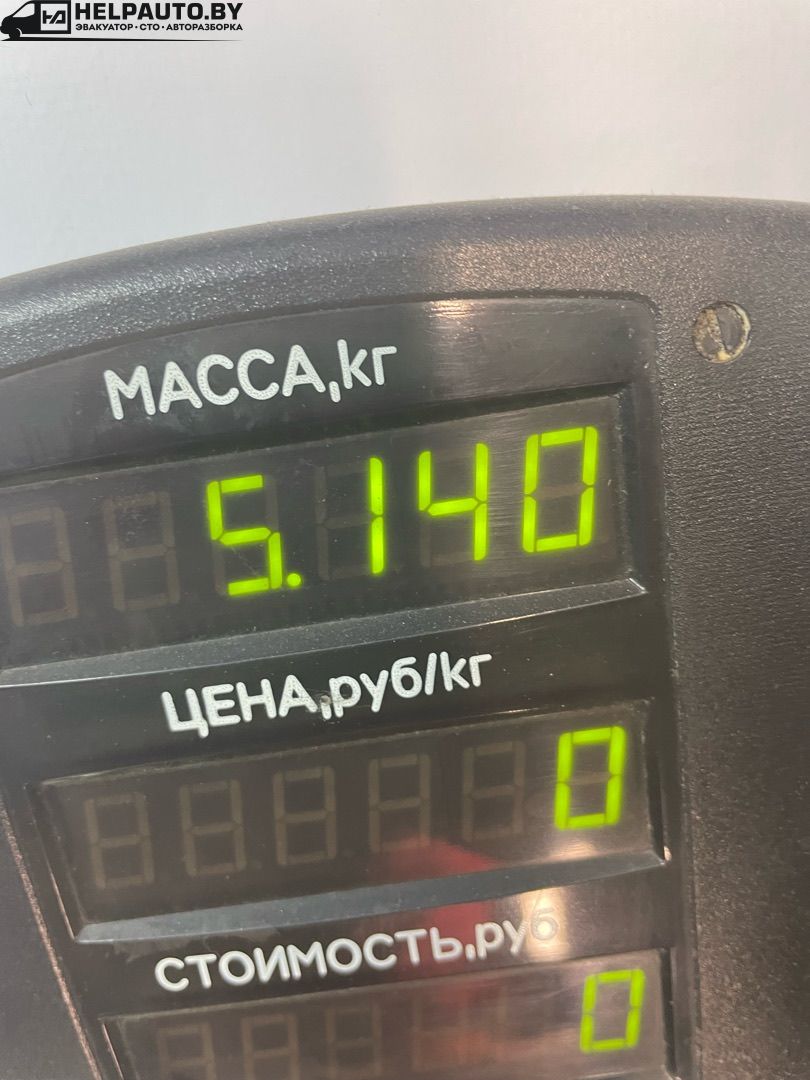 HELPAUTO.BY
ЭВАКУАТОР • СТО • АВТОРАЗБОРКА
МАССА,кг
5.140
ЦЕНА,руб/кг
0
СТОИМОСТЬ,руб
0